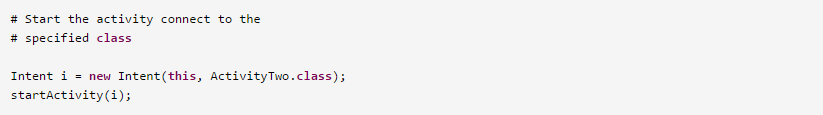 # Start the activity connect to the
# specified class
Intent i = new Intent(this, ActivityTwo.class);
startActivity(i);